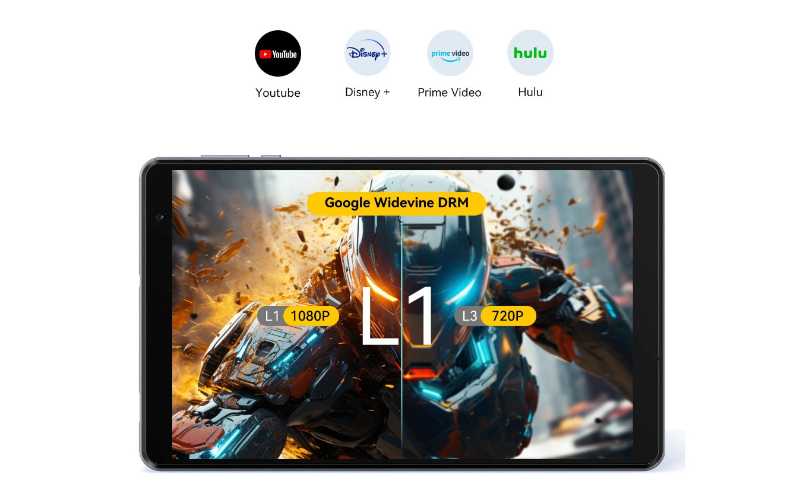 YouTube
Disney+
prime video
hulu
Youtube
Disney +
Prime Video
Hulu
Google Widevine DRM
L1
L1 1080P
L3 720P